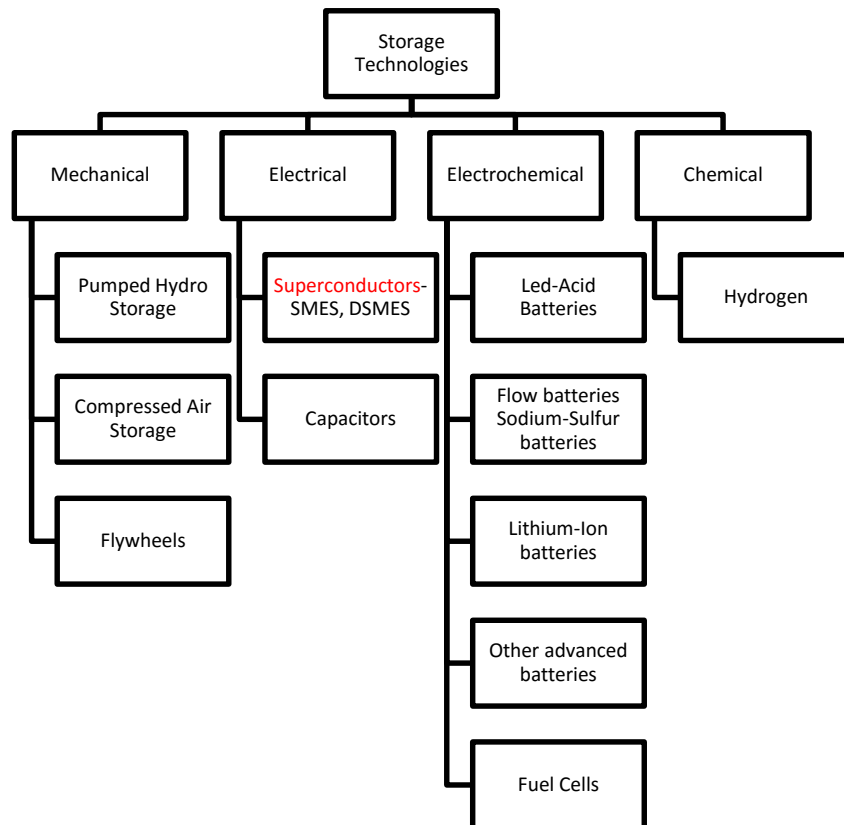 Storage
Technologies
Mechanical
Electrical
Electrochemical
Chemical
Pumped Hydro
Storage
Compressed Air
Storage
Flywheels
Superconductors-
SMES, DSMES
Capacitors
Led-Acid
Batteries
Flow batteries
Sodium-Sulfur
batteries
Lithium-Ion
batteries
Other advanced
batteries
Fuel Cells
Hydrogen